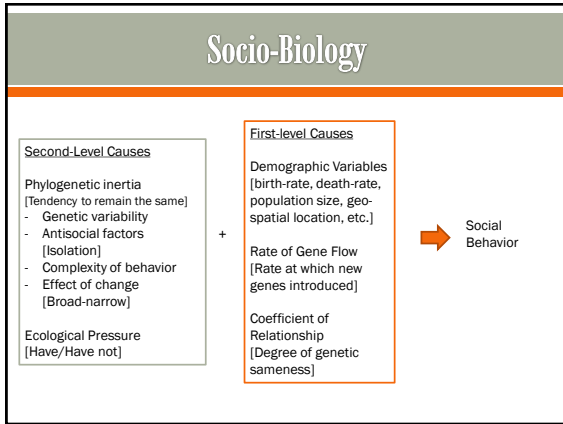 Socio-Biology
Second-Level Causes
Phylogenetic inertia
[Tendency to remain the same]
- Genetic variability
- Antisocial factors
[Isolation]
- Complexity of behavior
- Effect of change
[Broad-narrow]
Ecological Pressure
[Have/Have not]
+
First-level Causes
Demographic Variables
[birth-rate, death-rate,
population size, geo-
spatial location, etc.]
Rate of Gene Flow
[Rate at which new
genes introduced]
Coefficient of
Relationship
[Degree of genetic
sameness]
Social
Behavior